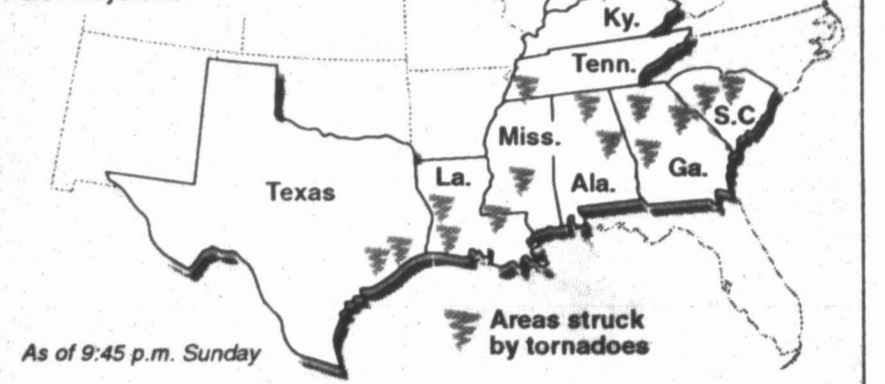 Ky.
Tenn.
S.C.
Miss.
Ga.
La.
Ala.
Texas
Areas struck
by tornadoes
As of 9:45 p.m. Sunday